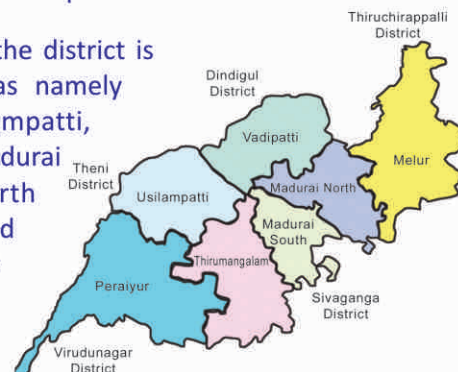 the district is
as namely
mpatti,
adurai
rth
d
Thiruchirappalli
District
Dindigul
District
Vadipatti
Melur
Theni
District
Usilampatti
Madurai North
Madurai
South
Thirumangalam
Peraiyur
Sivaganga
District
Virudunagar
District